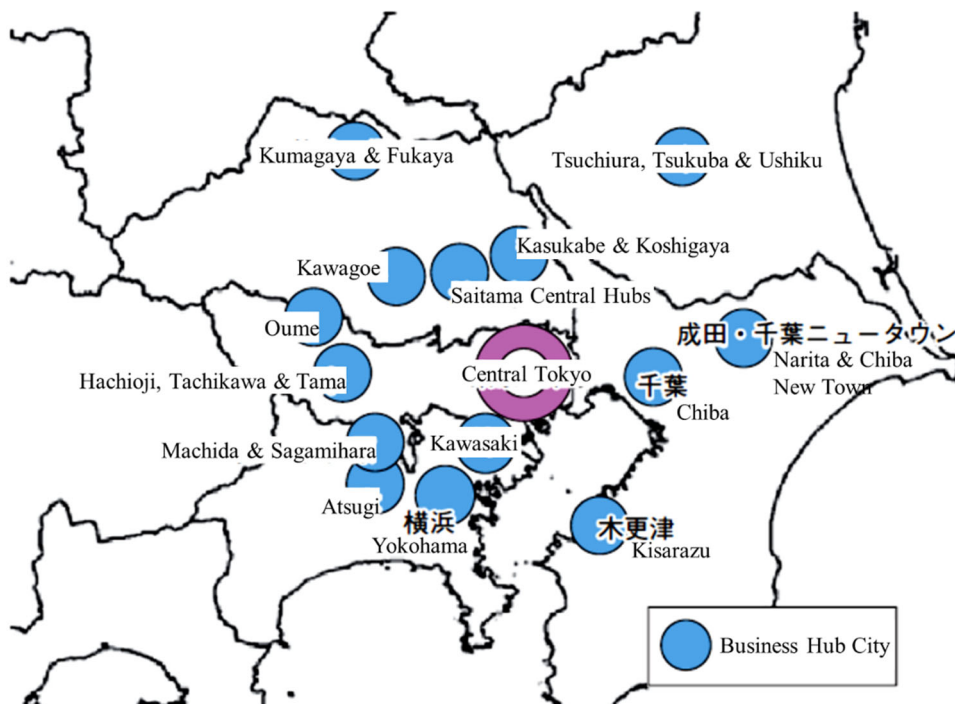 Kumagaya & Fukaya
Tsuchiura, Tsukuba & Ushiku
Kasukabe & Koshigaya
Kawagoe
Saitama Central Hubs
Oume
成田・千葉ニュータウン
Narita & Chiba
New Town
Central Tokyo
Hachioji, Tachikawa & Tama
千葉
Chiba
Machida & Sagamihara
Kawasaki
Atsugi
横浜
Yokohama
木更津
Kisarazu
Business Hub City